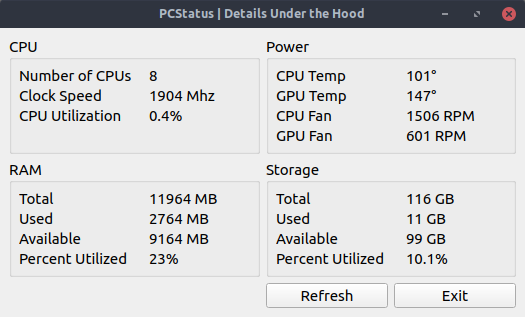 PCStatus | Details Under the Hood
CPU
Number of CPUs 8
Clock Speed 1904 Mhz
CPU Utilization 0.4%
Power
CPU Temp 101°
GPU Temp 147°
CPU Fan 1506 RPM
GPU Fan 601 RPM
RAM
Total 11964 MB
Used 2764 MB
Available 9164 MB
Percent Utilized 23%
Storage
Total 116 GB
Used 11 GB
Available 99 GB
Percent Utilized 10.1%
Refresh
Exit